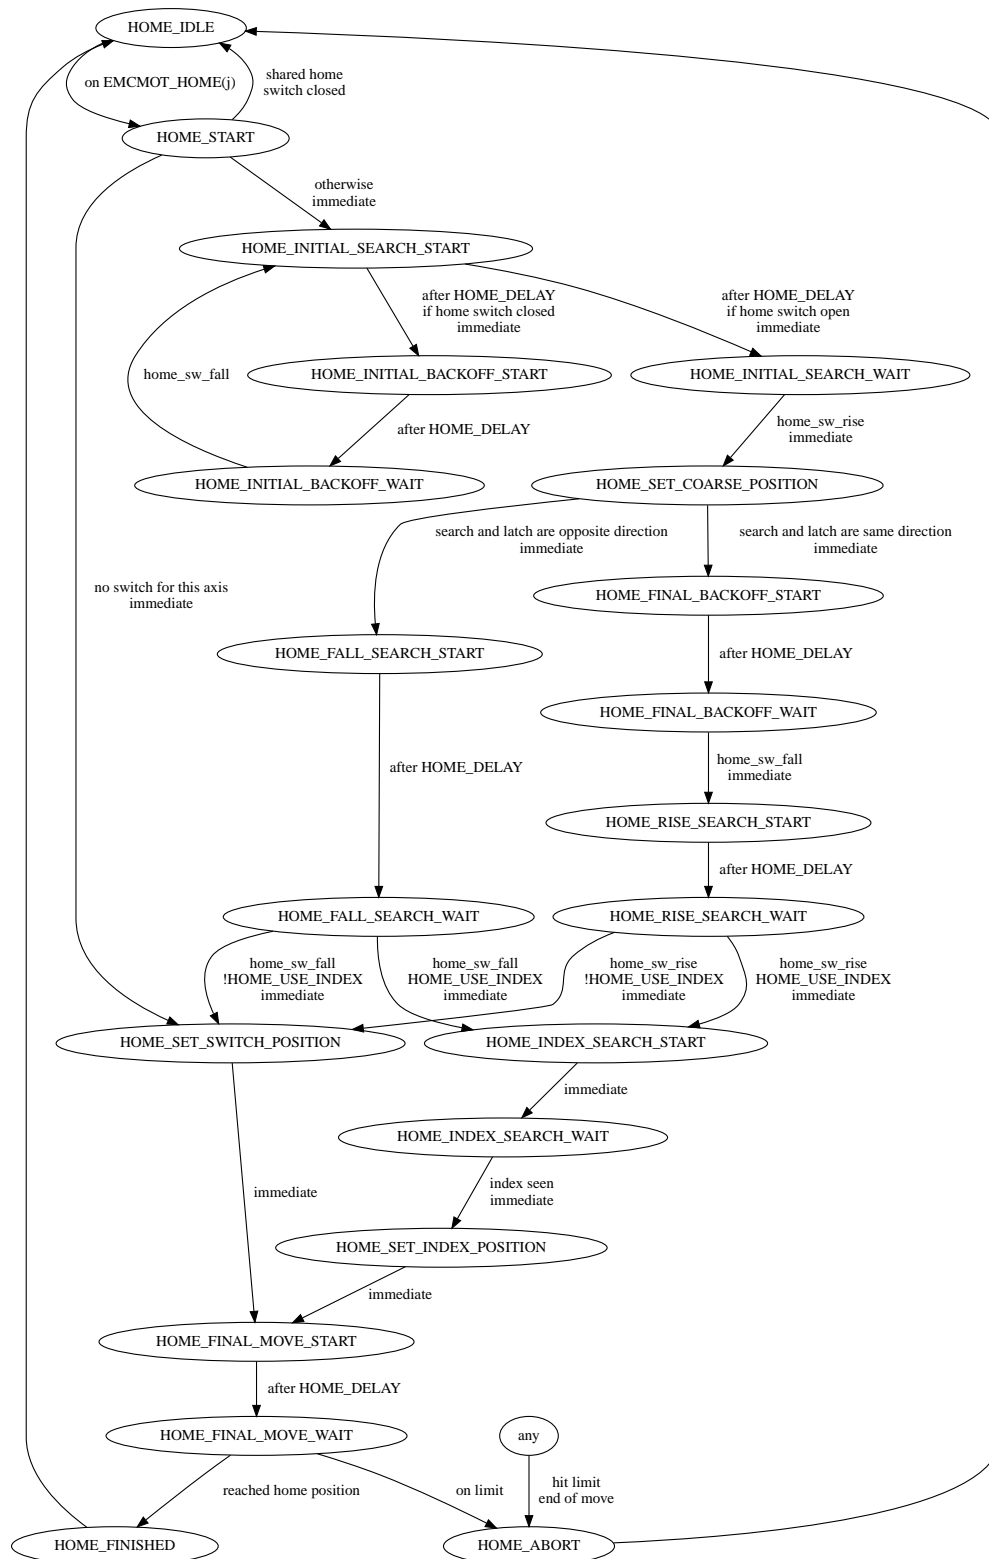 HOME_IDLE
on EMCMOT_HOME(j)
shared home
switch closed
HOME_START
otherwise
immediate
HOME_INITIAL_SEARCH_START
after HOME_DELAY
if home switch closed
immediate
after HOME_DELAY
if home switch open
immediate
home_sw_fall
HOME_INITIAL_BACKOFF_START
HOME_INITIAL_SEARCH_WAIT
after HOME_DELAY
home_sw_rise
immediate
HOME_INITIAL_BACKOFF_WAIT
HOME_SET_COARSE_POSITION
search and latch are opposite direction
immediate
search and latch are same direction
immediate
no switch for this axis
immediate
HOME_FINAL_BACKOFF_START
HOME_FALL_SEARCH_START
after HOME_DELAY
HOME_FINAL_BACKOFF_WAIT
after HOME_DELAY
home_sw_fall
immediate
HOME_RISE_SEARCH_START
after HOME_DELAY
HOME_FALL_SEARCH_WAIT
HOME_RISE_SEARCH_WAIT
home_sw_fall
!HOME_USE_INDEX
immediate
home_sw_fall
HOME_USE_INDEX
immediate
home_sw_rise
!HOME_USE_INDEX
immediate
home_sw_rise
HOME_USE_INDEX
immediate
HOME_SET_SWITCH_POSITION
HOME_INDEX_SEARCH_START
immediate
HOME_INDEX_SEARCH_WAIT
immediate
index seen
immediate
HOME_SET_INDEX_POSITION
immediate
HOME_FINAL_MOVE_START
after HOME_DELAY
HOME_FINAL_MOVE_WAIT
any
reached home position
on limit
hit limit
end of move
HOME_FINISHED
HOME_ABORT